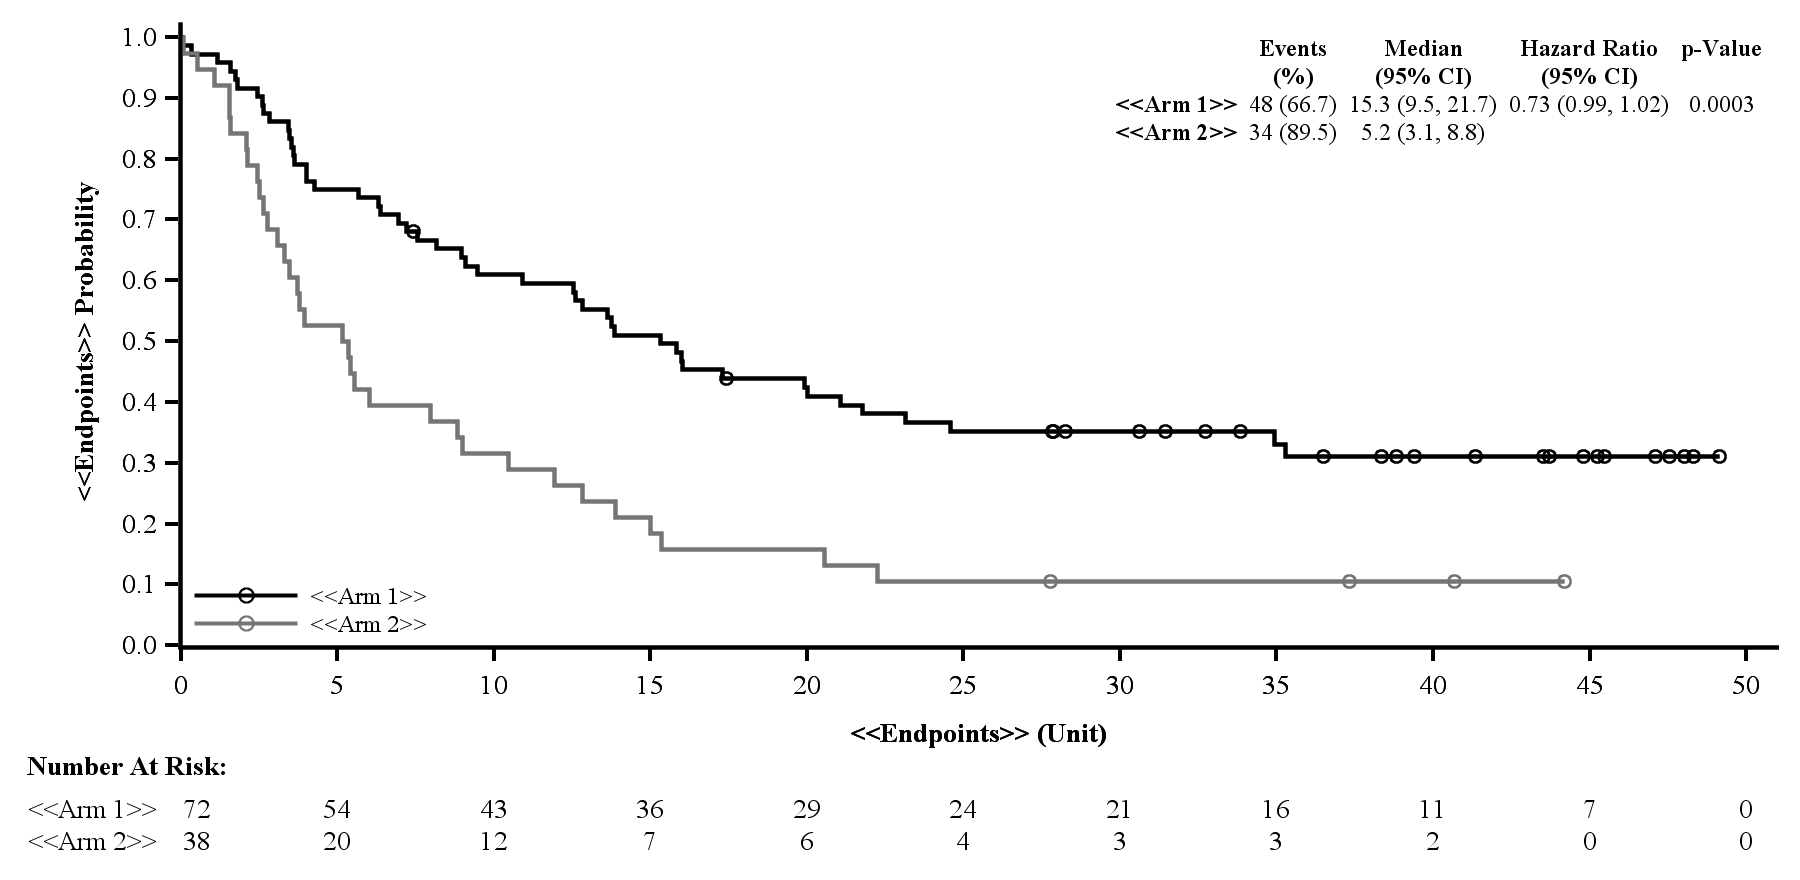 Events Median Hazard Ratio p-Value
(%) (95% CI) (95% CI)
<<Arm 1>> 48 (66.7) 15.3 (9.5, 21.7) 0.73 (0.99, 1.02) 0.0003
<<Arm 2>> 34 (89.5) 5.2 (3.1, 8.8)
1.0
0.9
0.8
0.7
0.6
0.5
0.4
0.3
0.2
0.1
0.0
<<Endpoints>> Probability
<<Arm 1>>
<<Arm 2>>
0 5 10 15 20 25 30 35 40 45 50
<<Endpoints>> (Unit)
Number At Risk:
<<Arm 1>> 72 54 43 36 29 24 21 16 11 7 0
<<Arm 2>> 38 20 12 7 6 4 3 3 2 0 0